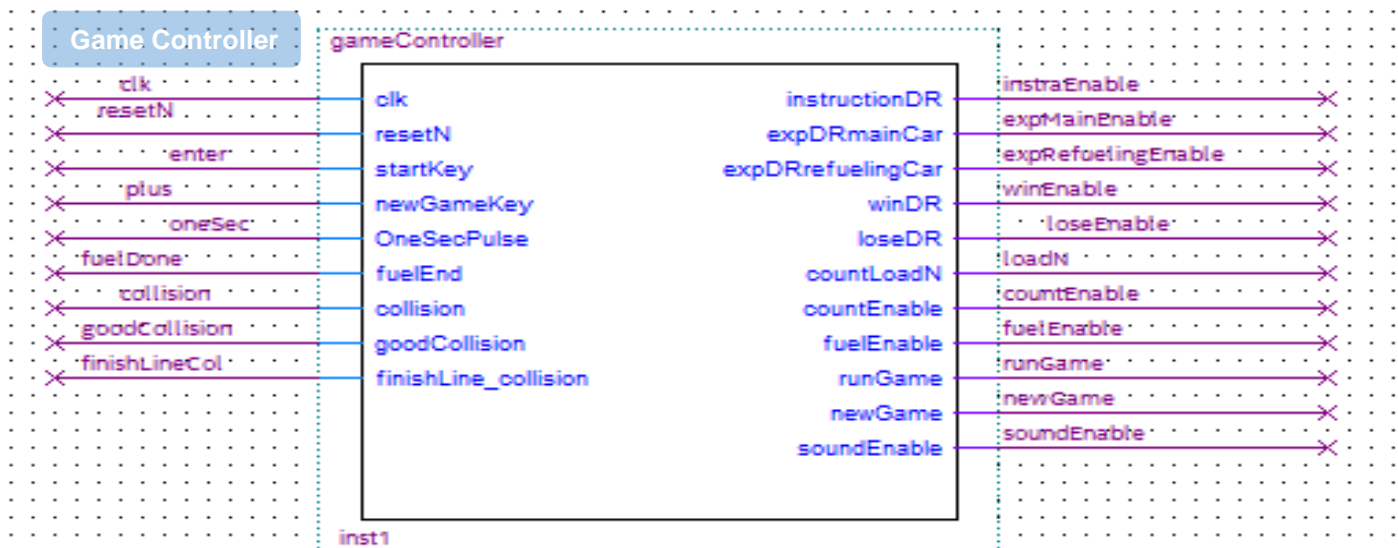 Game Controller
gameController
clk
resetN
enter
plus
oneSec
fuelDone
collision
goodCollision
finishLineCol
clk
resetN
startKey
newGameKey
OneSecPulse
fuelEnd
collision
goodCollision
finishLine_collision
instructionDR
expDRmainCar
expDRrefuelingCar
winDR
loseDR
countLoadN
countEnable
fuelEnable
runGame
newGame
soundEnable
instraEnable
expMainEnable
expRefuelingEnable
winEnable
loseEnable
loadN
countEnable
fuelEnable
runGame
newGame
soundEnable
inst1